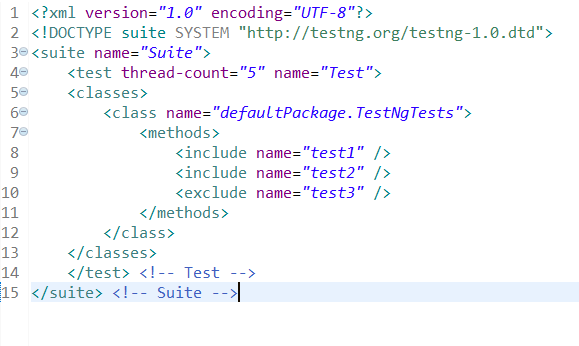 1 <?xml version="1.0" encoding="UTF-8"?>
2 <!DOCTYPE suite SYSTEM "http://testng.org/testng-1.0.dtd">
3 <suite name="Suite">
4     <test thread-count="5" name="Test">
5     <classes>
6         <class name="defaultPackage.TestNgTests">
7             <methods>
8                 <include name="test1" />
9                 <include name="test2" />
10                 <exclude name="test3" />
11             </methods>
12         </class>
13     </classes>
14     </test> <!-- Test -->
15 </suite> <!-- Suite -->